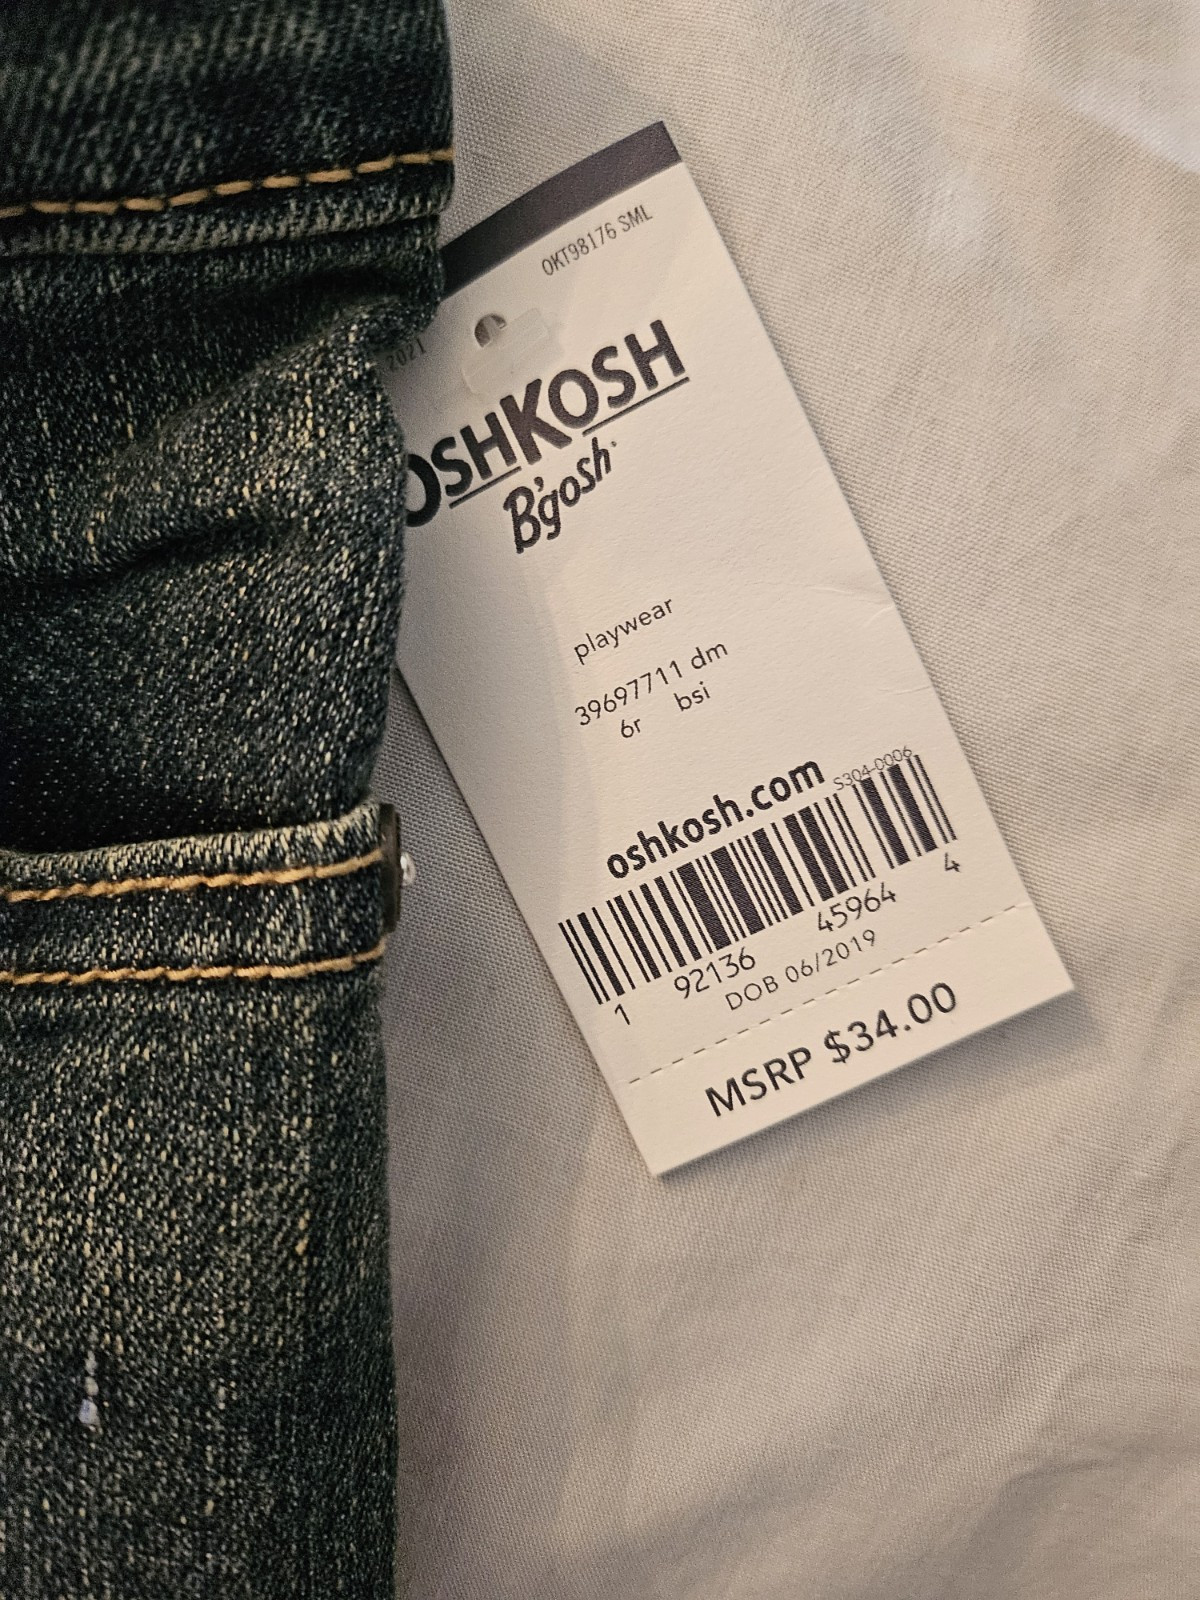 OKT98176 SML
2021
OSHKOSH
B'gosh
playwear
39697711 dm
6r bsi
oshkosh.com
S304-0006
1 92136 45964 4
DOB 06/2019
MSRP $34.00